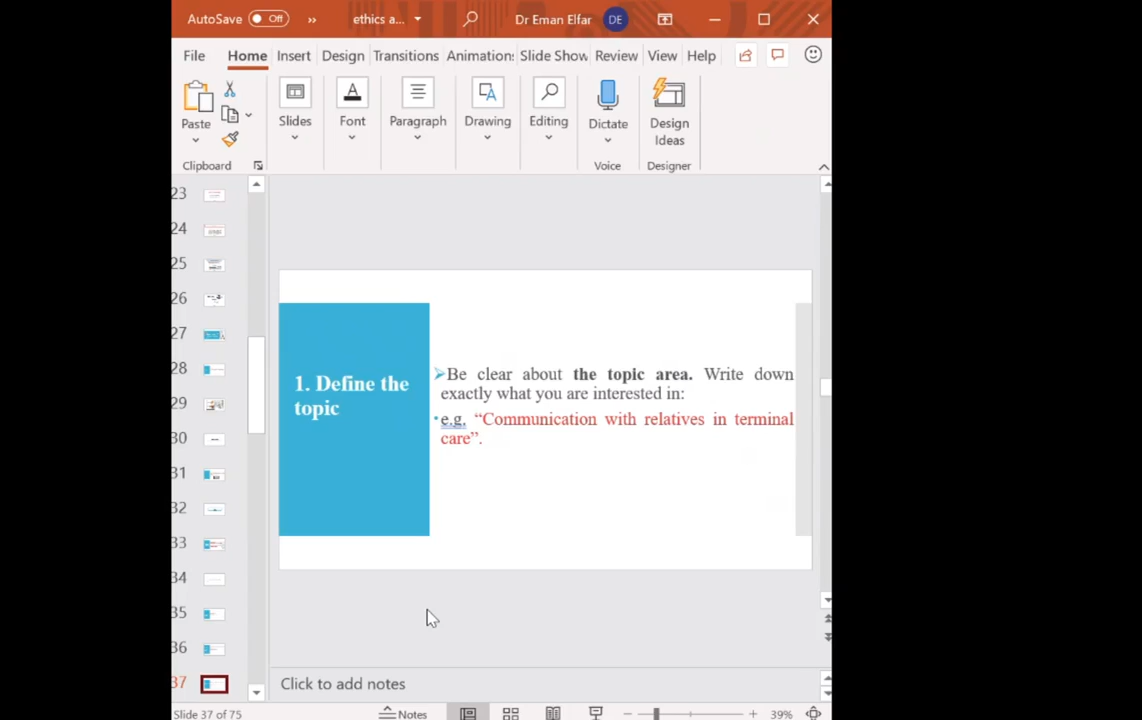 AutoSave Off » ethics a... Dr Eman Elfar DE
File Home Insert Design Transitions Animation: Slide Show Review View Help
Paste Slides Font Paragraph Drawing Editing Dictate Design Ideas
Clipboard Voice Designer
23
24
25
26
27
28
29
30
31
32
33
34
35
36
37
1. Define the
topic
Be clear about the topic area. Write down
exactly what you are interested in:
e.g. “Communication with relatives in terminal
care”.
Click to add notes
Slide 37 of 75 Notes 39%